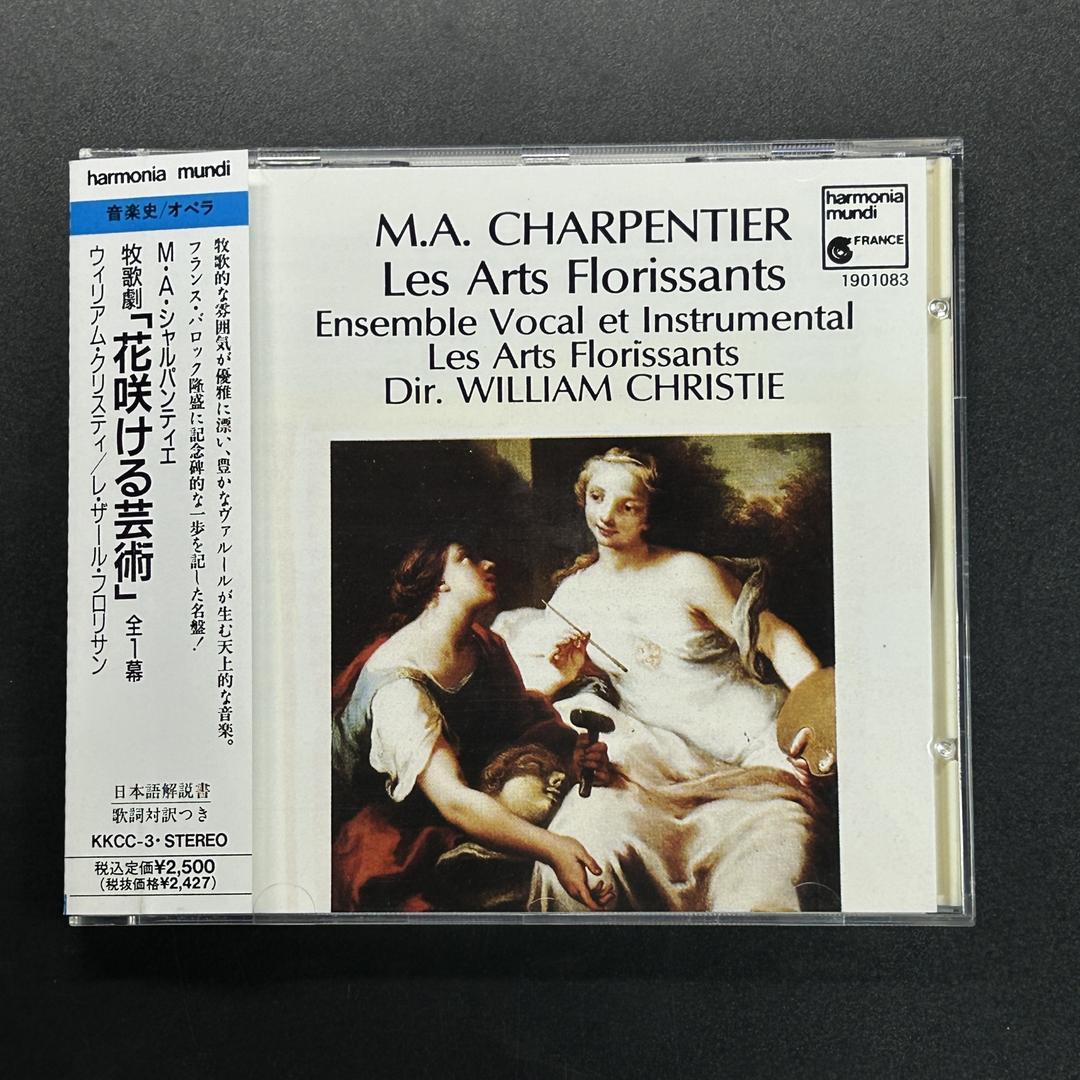 harmonia mundi
音楽史/オペラ
牧歌的な雰囲気が優雅に漂い、豊かなヴァルールが生む天上的な音楽。
フランス・バロック隆盛に記念碑的な一歩を記した名盤！
M・A・シャルパンティエ
牧歌劇「花咲ける芸術」全1幕
ウィリアム・クリスティ/レ・ザール・フロリサン
日本語解説書
歌詞対訳つき
KKCC-3・STEREO
税込定価¥2,500
(税抜価格¥2,427)
M.A. CHARPENTIER
Les Arts Florissants
Ensemble Vocal et Instrumental
Les Arts Florissants
Dir. WILLIAM CHRISTIE
harmonia
mundi
FRANCE
1901083